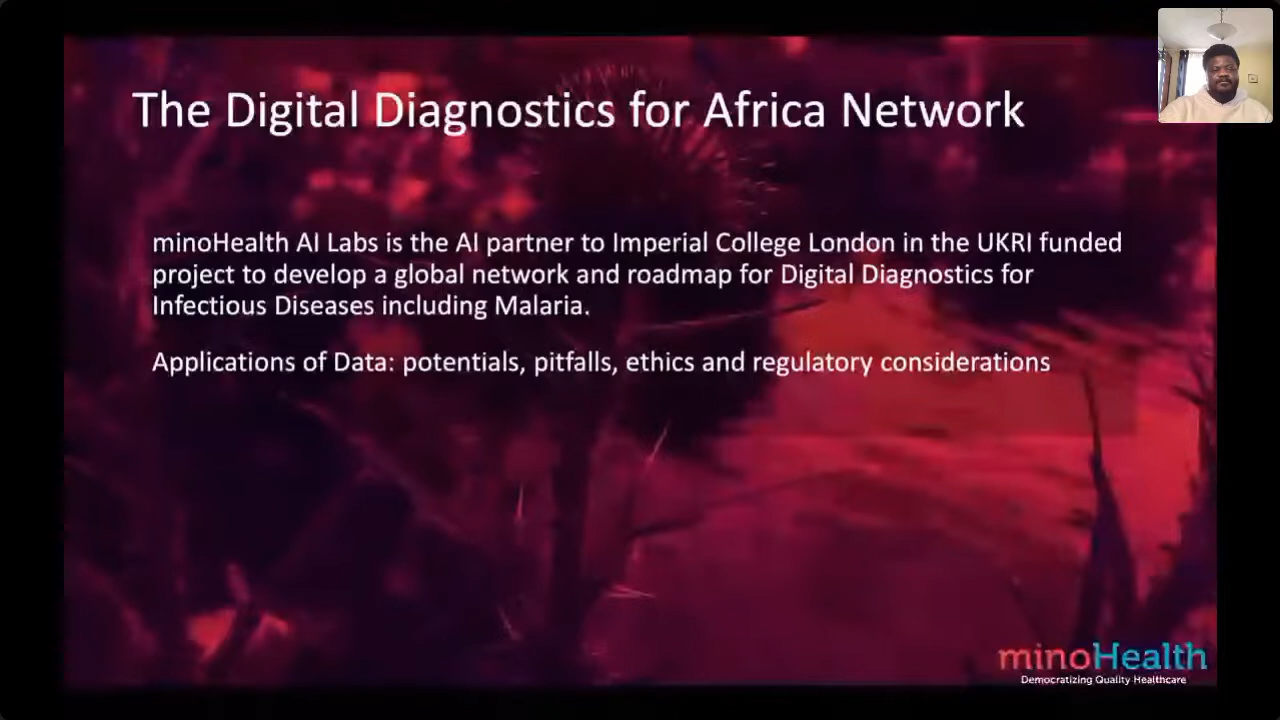 The Digital Diagnostics for Africa Network
minoHealth AI Labs is the AI partner to Imperial College London in the UKRI funded
project to develop a global network and roadmap for Digital Diagnostics for
Infectious Diseases including Malaria.
Applications of Data: potentials, pitfalls, ethics and regulatory considerations
minoHealth
Democratizing Quality Healthcare